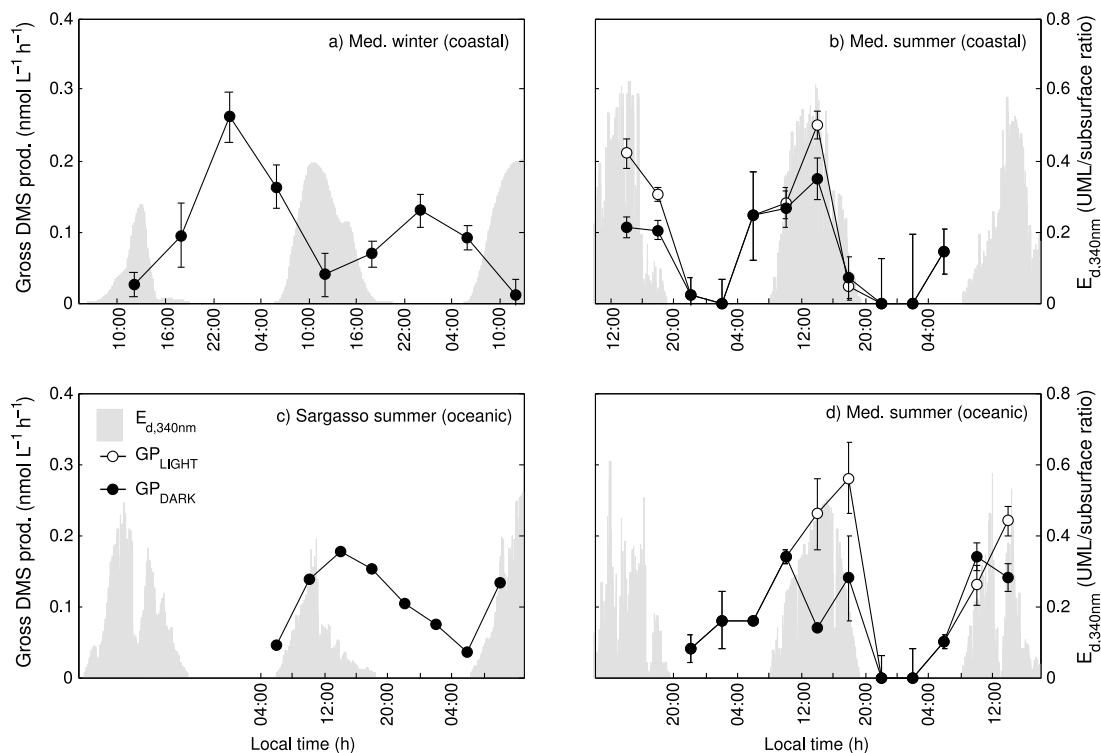 0.4
0.3
0.2
0.1
0
Gross DMS prod. (nmol L⁻¹ h⁻¹)
a) Med. winter (coastal)
10:00 16:00 22:00 04:00 10:00 16:00 22:00 04:00 10:00
b) Med. summer (coastal)
0.8
0.6
0.4
0.2
0
E_d,340nm (UML/subsurface ratio)
12:00 20:00 04:00 12:00 20:00 04:00
0.4
0.3
0.2
0.1
0
Gross DMS prod. (nmol L⁻¹ h⁻¹)
c) Sargasso summer (oceanic)
E_d,340nm
GP_LIGHT
GP_DARK
04:00 12:00 20:00 04:00
Local time (h)
d) Med. summer (oceanic)
0.8
0.6
0.4
0.2
0
E_d.340nm (UML/subsurface ratio)
20:00 04:00 12:00 20:00 04:00 12:00
Local time (h)